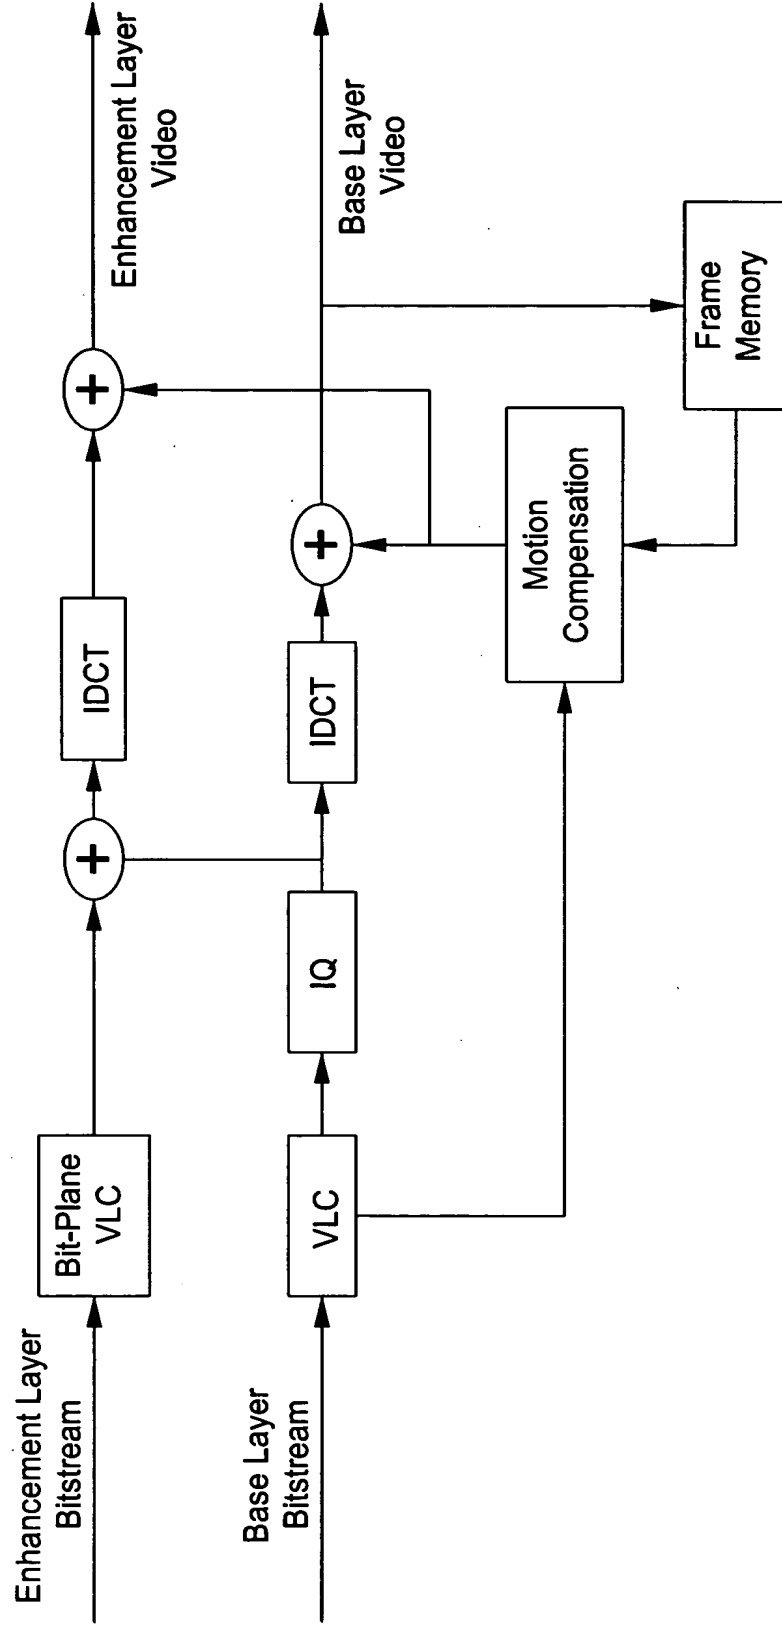 Enhancement Layer
Bitstream
Bit-Plane
VLC
+
IDCT
+
Enhancement Layer
Video
Base Layer
Bitstream
VLC
IQ
IDCT
+
Base Layer
Video
Motion
Compensation
Frame
Memory